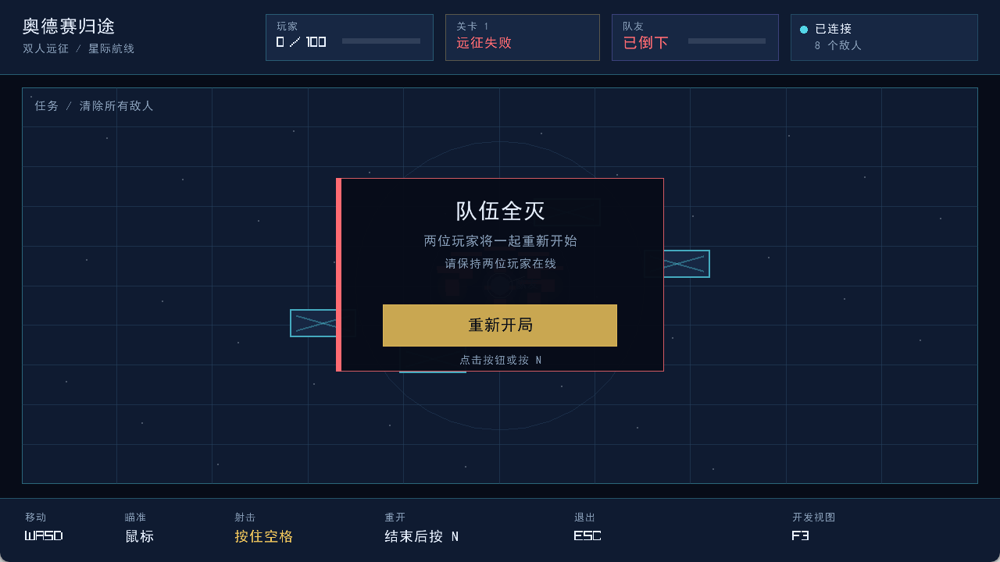 奥德赛归途
双人远征 / 星际航线
玩家
0 / 100
关卡 1
远征失败
队友
已倒下
已连接
8 个敌人
任务 / 清除所有敌人
队伍全灭
两位玩家将一起重新开始
请保持两位玩家在线
重新开局
点击按钮或按 N
移动
WASD
瞄准
鼠标
射击
按住空格
重开
结束后按 N
退出
ESC
开发视图
F3